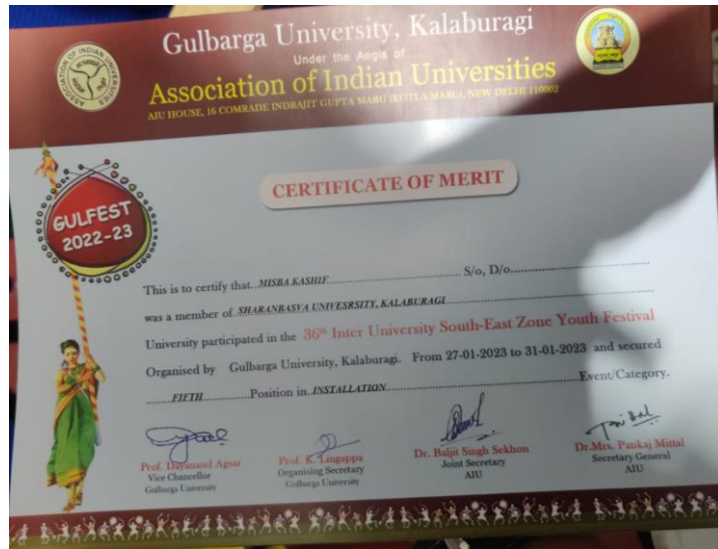 Gulbarga University, Kalaburagi
Under the Aegis of
Association of Indian Universities
AIU HOUSE, 16 COMRADE INDRAJIT GUPTA MARG (KOTLA MARG), NEW DELHI 110002
ASSOCIATION OF INDIAN UNIVERSITIES
CERTIFICATE OF MERIT
GULFEST
2022-23
This is to certify that MISBA KASHIF S/o, D/o
was a member of SHARANBASVA UNIVESRSITY, KALABURAGI
University participated in the 36th Inter University South-East Zone Youth Festival
Organised by Gulbarga University, Kalaburagi. From 27-01-2023 to 31-01-2023 and secured
FIFTH Position in INSTALLATION Event/Category.
Prof. Dayanand Agsar
Vice Chancellor
Gulbarga University
Prof. K. Lingappa
Organising Secretary
Gulbarga University
Dr. Baljit Singh Sekhon
Joint Secretary
AIU
Dr.Mrs. Pankaj Mittal
Secretary General
AIU